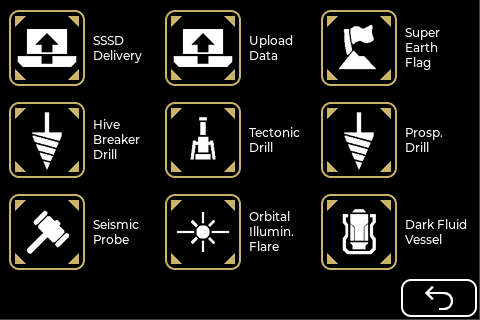 SSSD
Delivery
Upload
Data
Super
Earth
Flag
Hive
Breaker
Drill
Tectonic
Drill
Prosp.
Drill
Seismic
Probe
Orbital
Illumin.
Flare
Dark Fluid
Vessel